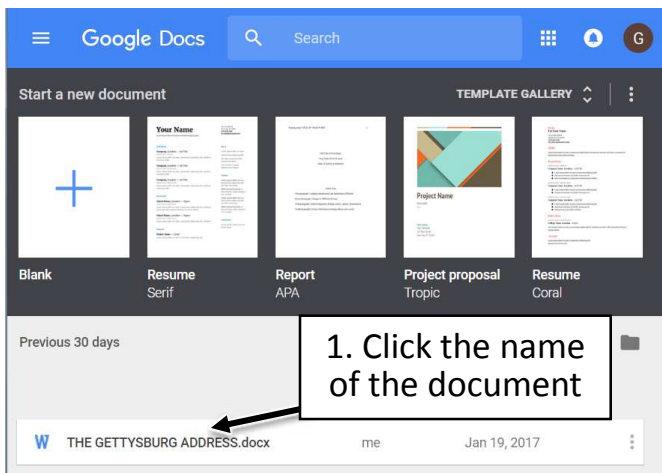 Google Docs Search G
Start a new document TEMPLATE GALLERY
Your Name
Project Name
Blank Resume Report Project proposal Resume
Serif APA Tropic Coral
Previous 30 days
1. Click the name
of the document
W THE GETTYSBURG ADDRESS.docx me Jan 19, 2017